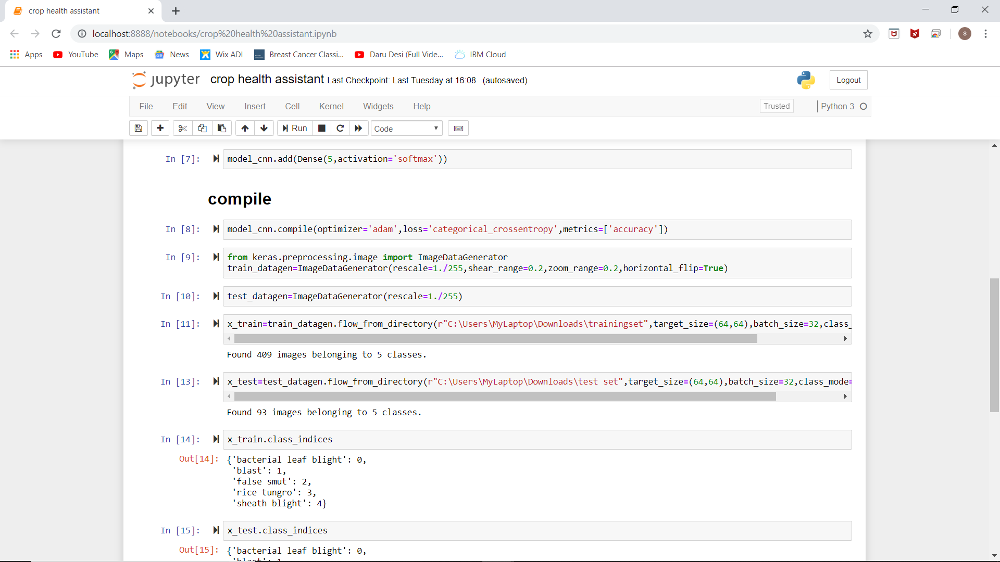 crop health assistant
localhost:8888/notebooks/crop%20health%20assistant.ipynb
S
Apps YouTube Maps News Wix ADI Breast Cancer Classi... Daru Desi (Full Vide... IBM Cloud
jupyter crop health assistant Last Checkpoint: Last Tuesday at 16:08 (autosaved)
Logout
File Edit View Insert Cell Kernel Widgets Help Trusted Python 3
Run Code
In [7]: model_cnn.add(Dense(5,activation='softmax'))
compile
In [8]: model_cnn.compile(optimizer='adam',loss='categorical_crossentropy',metrics=['accuracy'])
In [9]: from keras.preprocessing.image import ImageDataGenerator
train_datagen=ImageDataGenerator(rescale=1./255,shear_range=0.2,zoom_range=0.2,horizontal_flip=True)
In [10]: test_datagen=ImageDataGenerator(rescale=1./255)
In [11]: x_train=train_datagen.flow_from_directory(r"C:\Users\MyLaptop\Downloads\trainingset",target_size=(64,64),batch_size=32,class_
Found 409 images belonging to 5 classes.
In [13]: x_test=test_datagen.flow_from_directory(r"C:\Users\MyLaptop\Downloads\test set",target_size=(64,64),batch_size=32,class_mode=
Found 93 images belonging to 5 classes.
In [14]: x_train.class_indices
Out[14]: {'bacterial leaf blight': 0,
'blast': 1,
'false smut': 2,
'rice tungro': 3,
'sheath blight': 4}
In [15]: x_test.class_indices
Out[15]: {'bacterial leaf blight': 0,